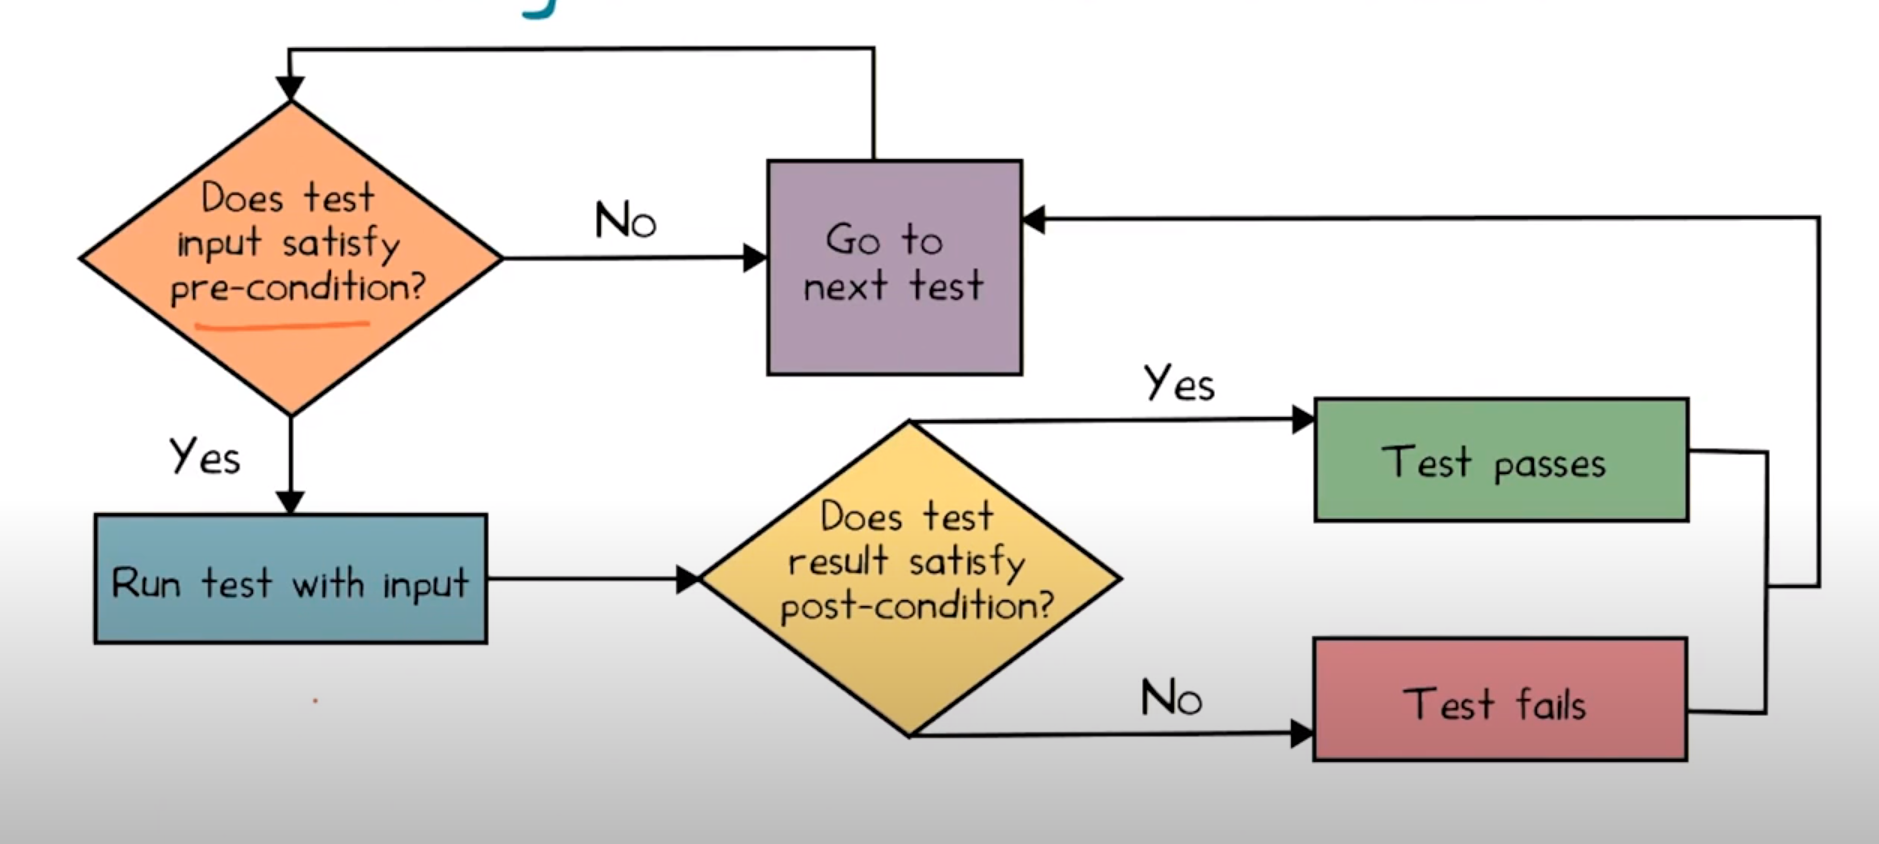 Does test
input satisfy
pre-condition?
No
Go to
next test
Yes
Run test with input
Does test
result satisfy
post-condition?
Yes
Test passes
No
Test fails